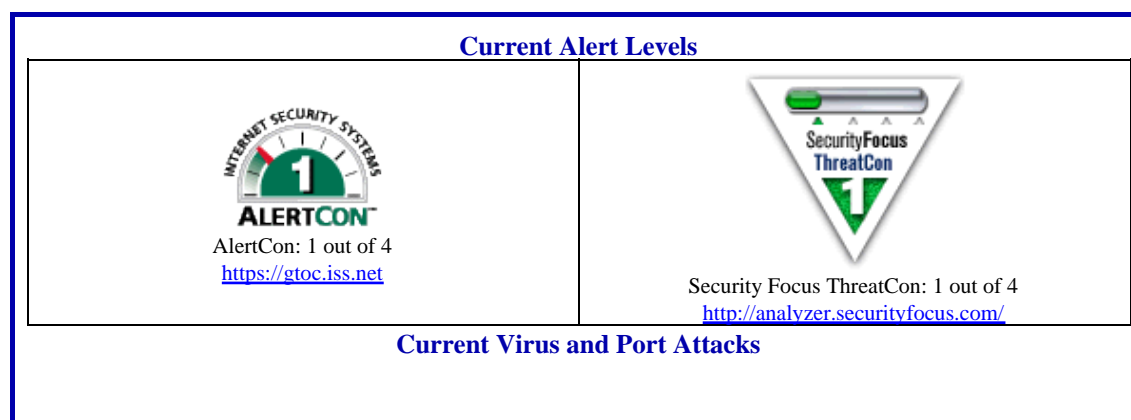 Current Alert Levels
INTERNET SECURITY SYSTEMS
1
ALERTCON™
AlertCon: 1 out of 4
https://gtoc.iss.net
SecurityFocus
ThreatCon
1
Security Focus ThreatCon: 1 out of 4
http://analyzer.securityfocus.com/
Current Virus and Port Attacks